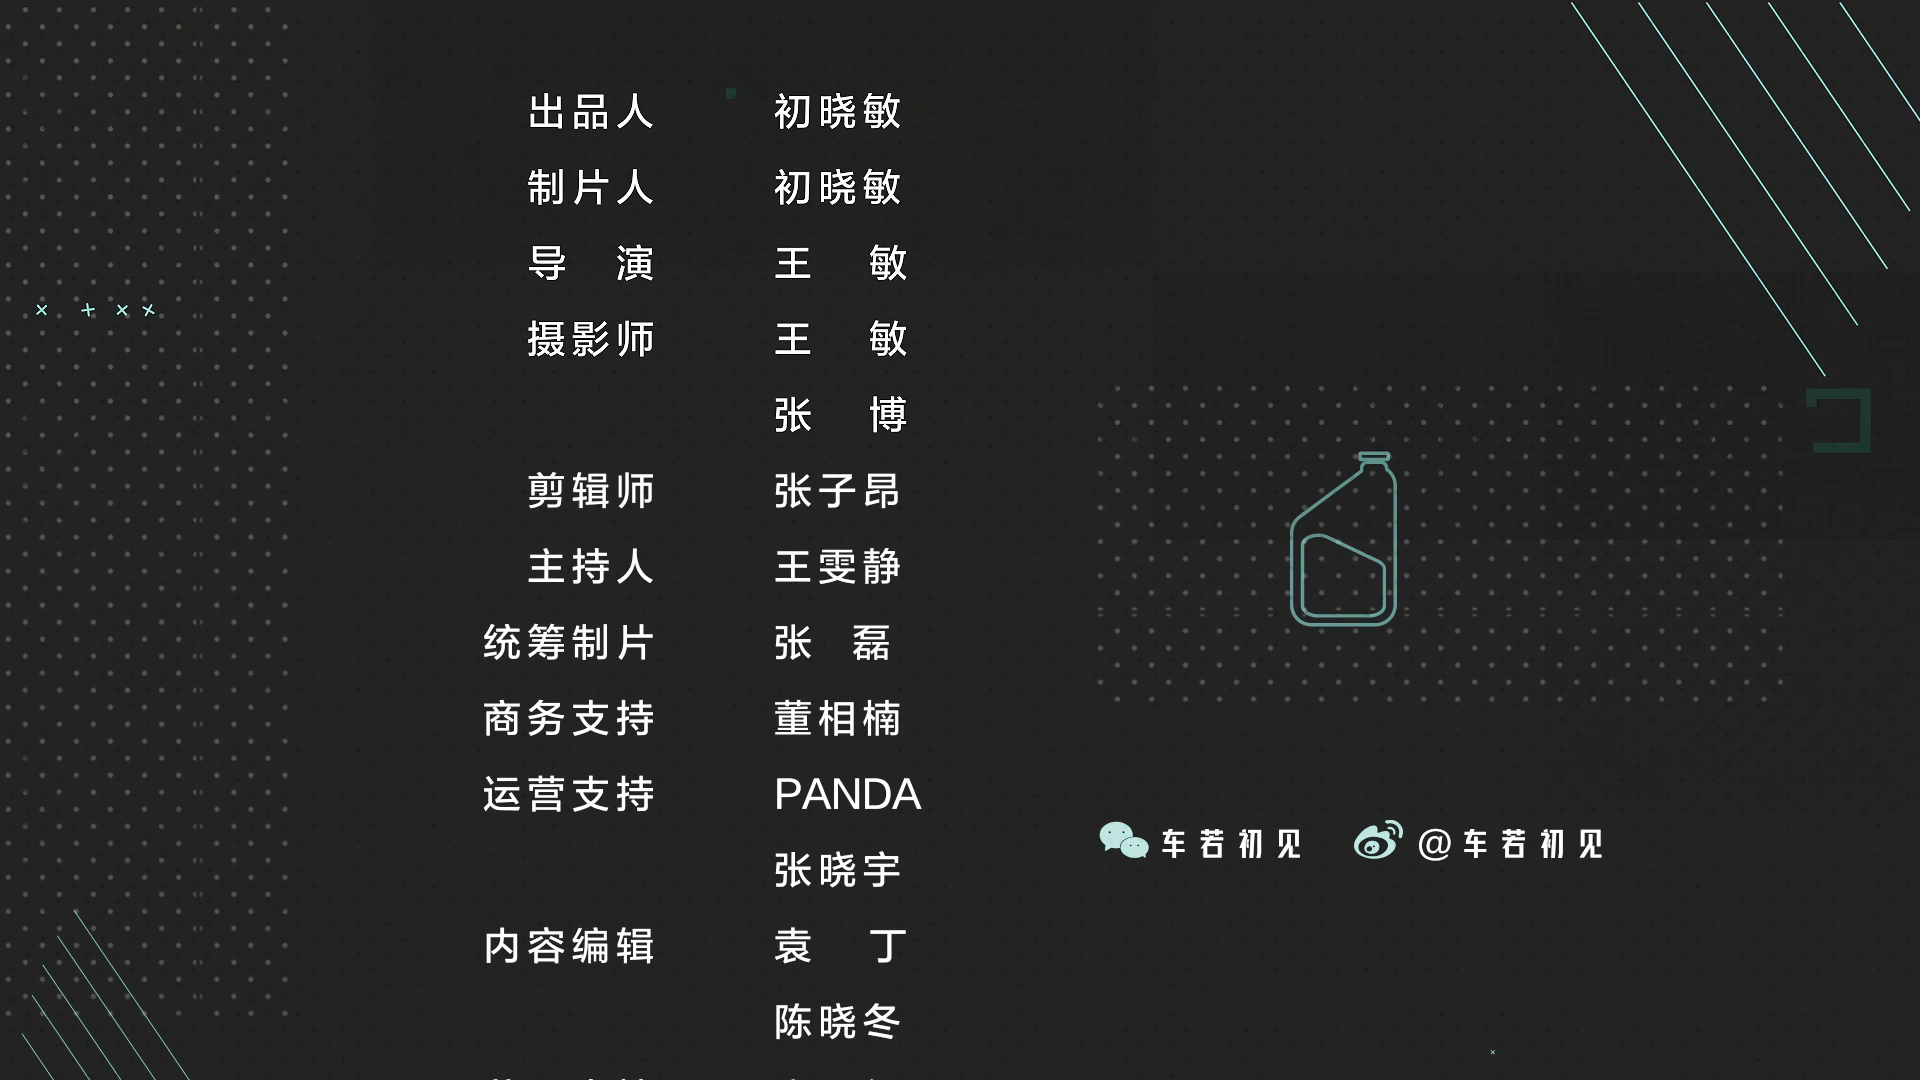 出品人 初晓敏
制片人 初晓敏
导 演 王 敏
摄影师 王 敏
张 博
剪辑师 张子昂
主持人 王雯静
统筹制片 张 磊
商务支持 董相楠
运营支持 PANDA
张晓宇
内容编辑 袁 丁
陈晓冬
车若初见 @车若初见